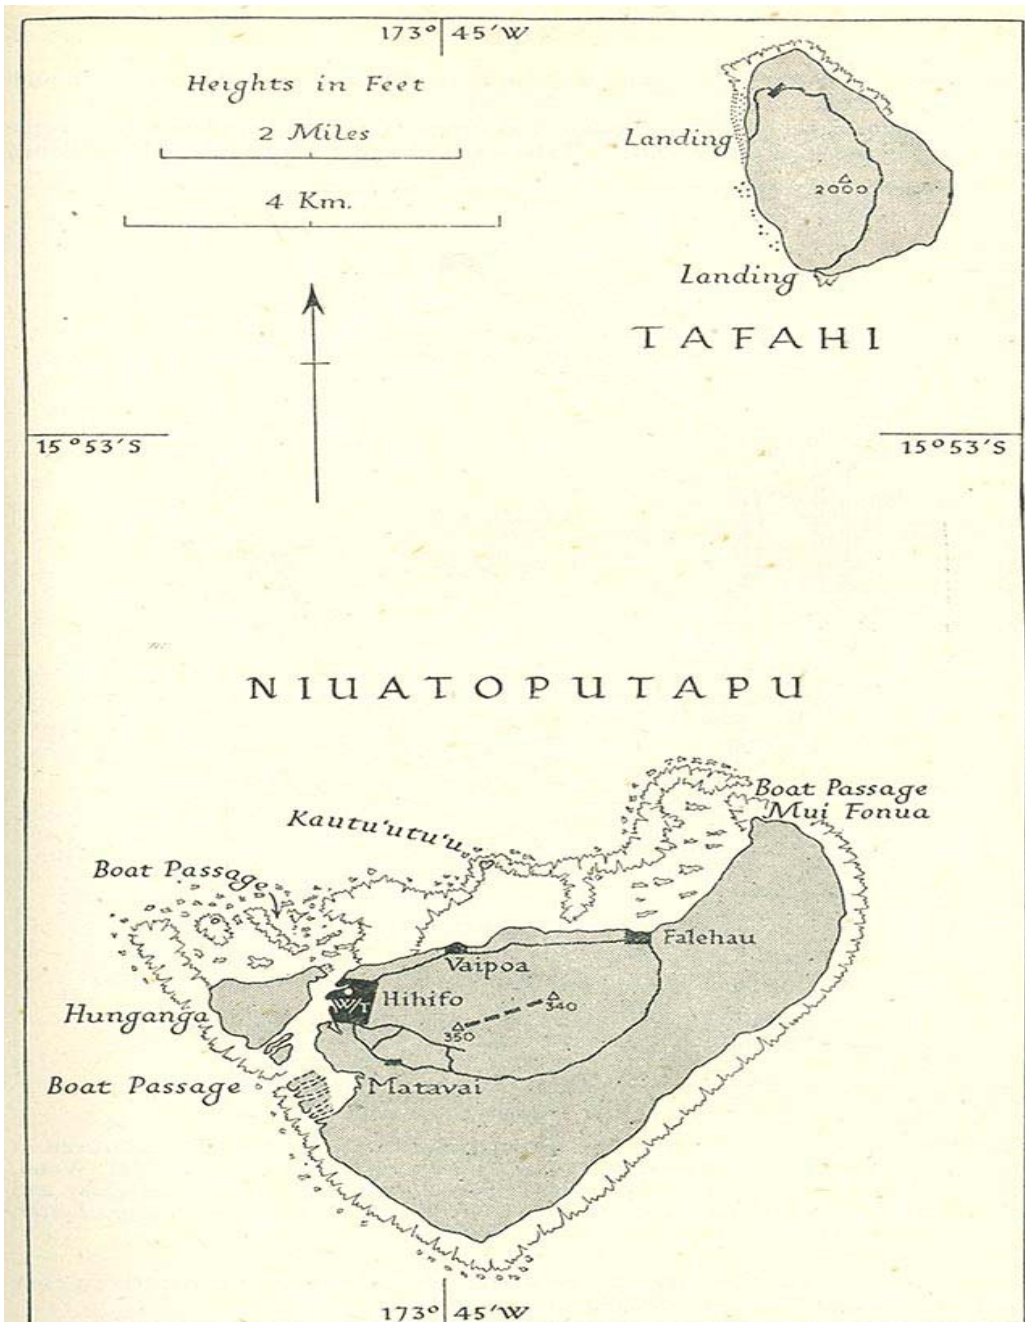 173° 45'W
Heights in Feet
2 Miles
4 Km.
Landing
2000
Landing
TAFAHI
15°53'S
15°53'S
NIUATOPUTAPU
Boat Passage
Mui Fonua
Kautu'utu'u
Boat Passage
Falehau
Vaipoa
Hihifo
W/T
340
350
Hunganga
Boat Passage
Matavai
173° 45'W